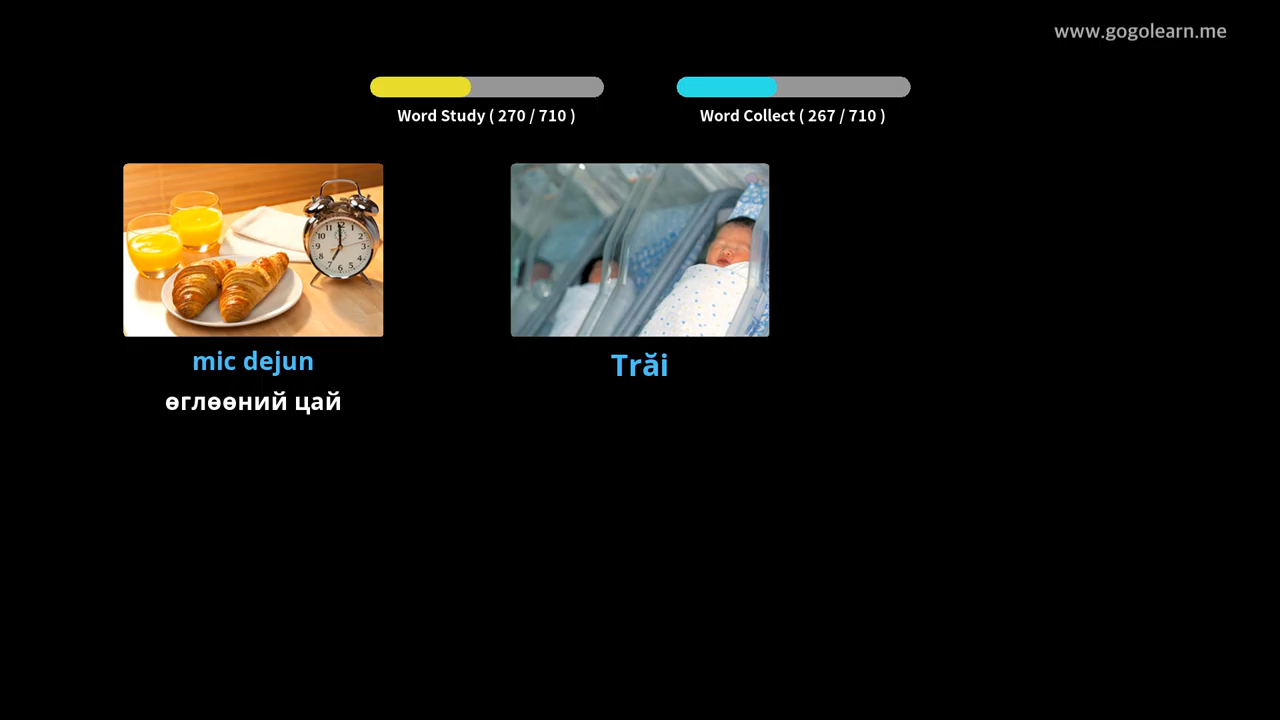 www.gogolearn.me
Word Study ( 270 / 710 )
Word Collect ( 267 / 710 )
mic dejun
өглөөний цай
Trăi